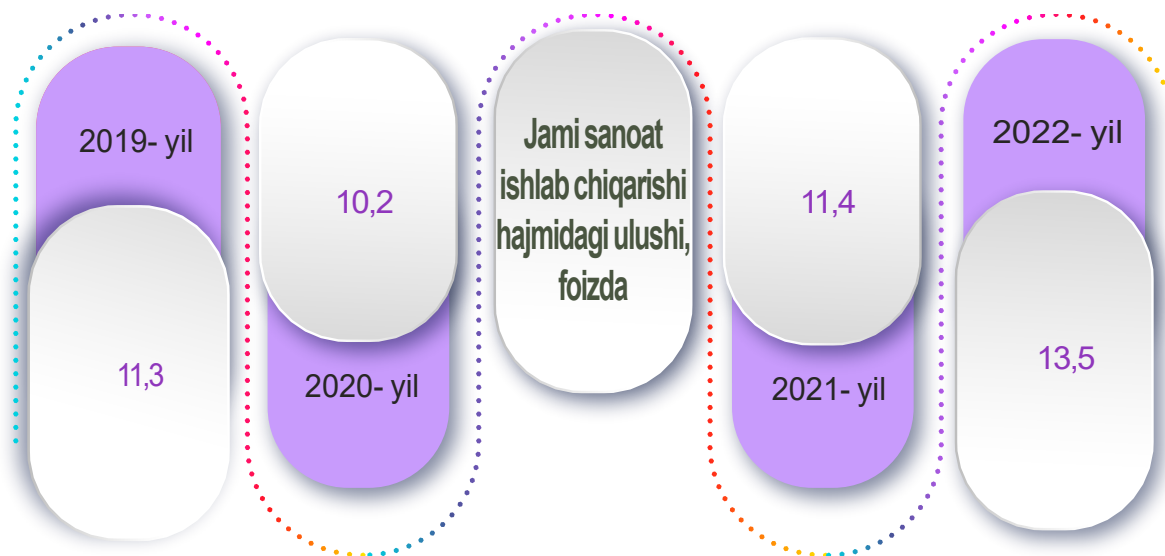 2019- yil
11,3
10,2
2020- yil
Jami sanoat
ishlab chiqarishi
hajmidagi ulushi,
foizda
11,4
2021- yil
2022- yil
13,5